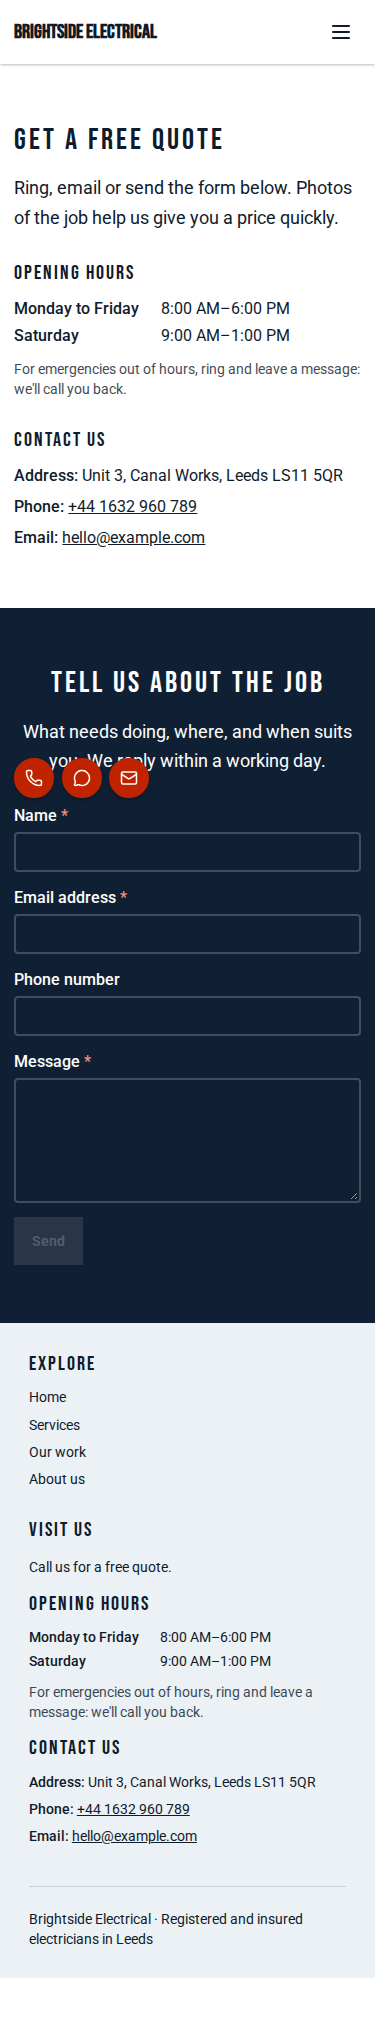 BRIGHTSIDE ELECTRICAL
GET A FREE QUOTE
Ring, email or send the form below. Photos
of the job help us give you a price quickly.
OPENING HOURS
Monday to Friday 8:00 AM–6:00 PM
Saturday 9:00 AM–1:00 PM
For emergencies out of hours, ring and leave a message:
we'll call you back.
CONTACT US
Address: Unit 3, Canal Works, Leeds LS11 5QR
Phone: +44 1632 960 789
Email: hello@example.com
TELL US ABOUT THE JOB
What needs doing, where, and when suits
you. We reply within a working day.
Name *
Email address *
Phone number
Message *
Send
EXPLORE
Home
Services
Our work
About us
VISIT US
Call us for a free quote.
OPENING HOURS
Monday to Friday 8:00 AM–6:00 PM
Saturday 9:00 AM–1:00 PM
For emergencies out of hours, ring and leave a
message: we'll call you back.
CONTACT US
Address: Unit 3, Canal Works, Leeds LS11 5QR
Phone: +44 1632 960 789
Email: hello@example.com
Brightside Electrical · Registered and insured
electricians in Leeds